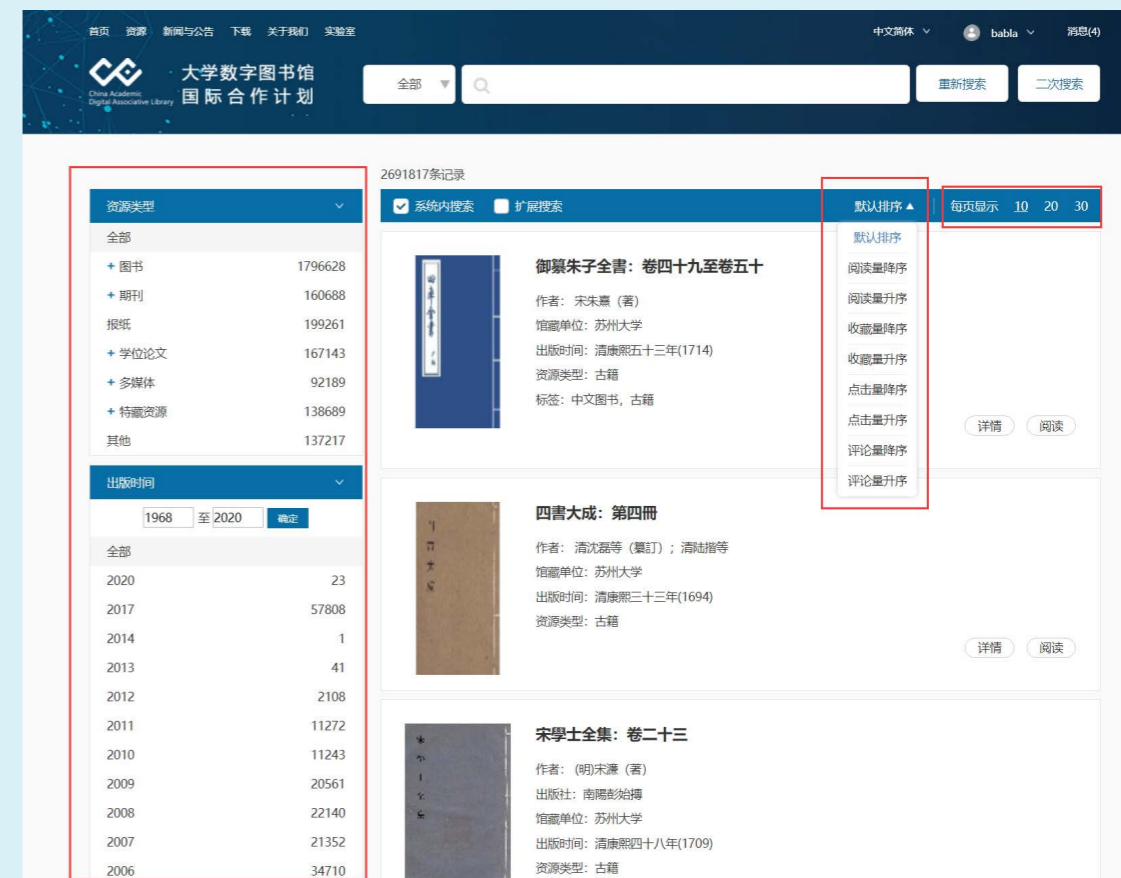 首页 资源 新闻与公告 下载 关于我们 实验室 中文简体 babla 消息(4)
China Academic
Digital Associative Library
大学数字图书馆
国际合作计划
全部 重新搜索 二次搜索
2691817条记录
资源类型
全部
+ 图书 1796628
+ 期刊 160688
报纸 199261
+ 学位论文 167143
+ 多媒体 92189
+ 特藏资源 138689
其他 137217
出版时间
1968 至 2020 确定
全部
2020 23
2017 57808
2014 1
2013 41
2012 2108
2011 11272
2010 11243
2009 20561
2008 22140
2007 21352
2006 34710
系统内搜索 扩展搜索 默认排序 每页显示 10 20 30
默认排序
阅读量降序
阅读量升序
收藏量降序
收藏量升序
点击量降序
点击量升序
评论量降序
评论量升序
御纂朱子全書：卷四十九至卷五十
作者： 宋朱熹（著）
馆藏单位：苏州大学
出版时间：清康熙五十三年(1714)
资源类型：古籍
标签：中文图书，古籍
详情 阅读
四書大成：第四冊
作者： 清沈磊等（纂訂）；清陆揩等
馆藏单位：苏州大学
出版时间：清康熙三十三年(1694)
资源类型：古籍
详情 阅读
宋學士全集：卷二十三
作者： (明)宋濂（著）
出版社：南陽彭始搏
馆藏单位：苏州大学
出版时间：清康熙四十八年(1709)
资源类型：古籍